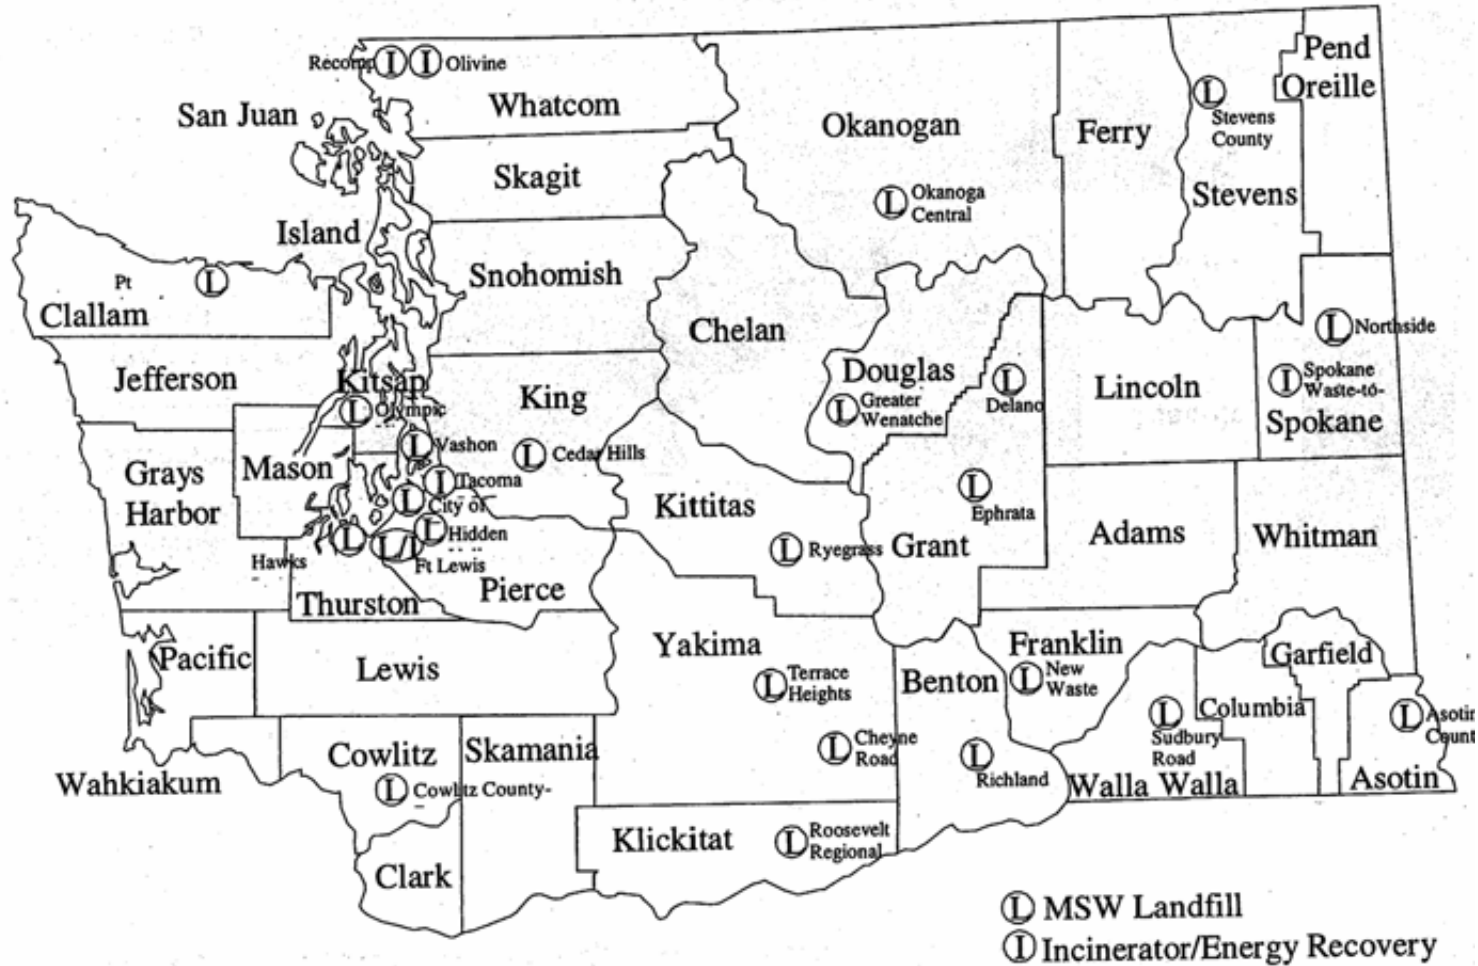 Recomp
I
I
Olivine
Whatcom
San Juan
Skagit
Island
Snohomish
Pt
L
Clallam
Jefferson
Kitsap
L
Olympic
King
L
Vashon
L
Cedar Hills
Mason
Grays
Harbor
I
Tacoma
L
City of
L
Hidden
Hawks
L
L/I
Ft Lewis
Pierce
Thurston
Pacific
Lewis
Wahkiakum
Cowlitz
L
Cowlitz County-
Skamania
Clark
Okanogan
L
Okanoga
Central
Ferry
L
Stevens
County
Stevens
Pend
Oreille
Chelan
Douglas
L
Greater
Wenatche
L
Delano
Lincoln
L
Northside
I
Spokane
Waste-to-
Spokane
Kittitas
L
Ryegrass
L
Ephrata
Grant
Adams
Whitman
Yakima
L
Terrace
Heights
L
Cheyne
Road
Benton
L
Richland
Franklin
L
New
Waste
L
Sudbury
Road
Walla Walla
Columbia
Garfield
L
Asotin
Count
Asotin
Klickitat
L
Roosevelt
Regional
L MSW Landfill
I Incinerator/Energy Recovery